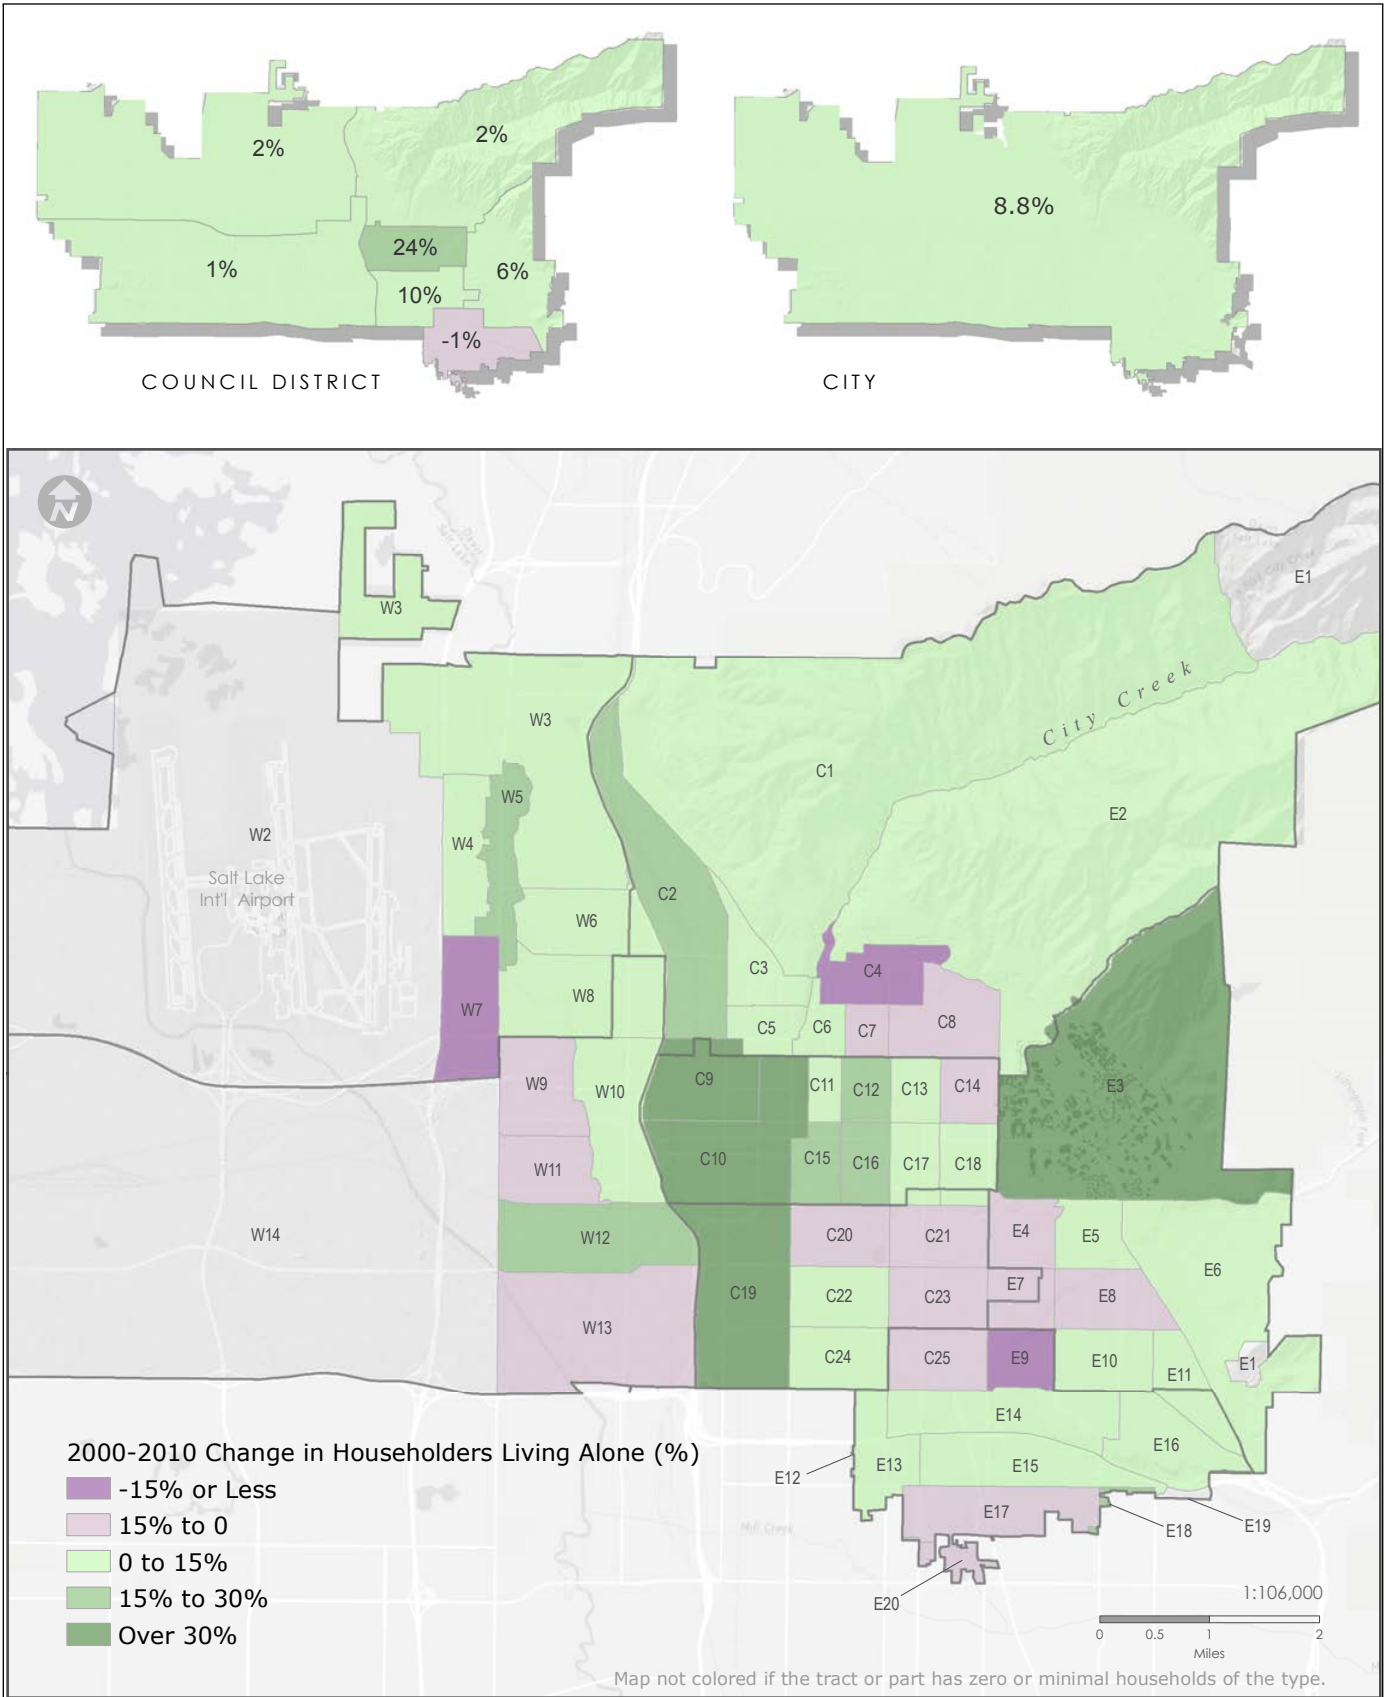 2%
2%
24%
1%
6%
10%
-1%
COUNCIL DISTRICT
8.8%
CITY
N
Davis
Salt Lake
E1
W3
W3
City Creek
C1
E2
W5
W2
W4
Salt Lake
Int'l Airport
C2
W6
C3
C4
W8
W7
C5
C6
C7
C8
W9
W10
C9
C11
C12
C13
C14
E3
W11
C10
C15
C16
C17
C18
W14
W12
C20
C21
E4
E5
E6
C19
C22
C23
E7
E8
W13
C24
C25
E9
E10
E11
E1
E14
E12
E13
E15
E16
E17
E18
E19
E20
Mill Creek
2000-2010 Change in Householders Living Alone (%)
-15% or Less
15% to 0
0 to 15%
15% to 30%
Over 30%
1:106,000
0 0.5 1 2
Miles
Map not colored if the tract or part has zero or minimal households of the type.